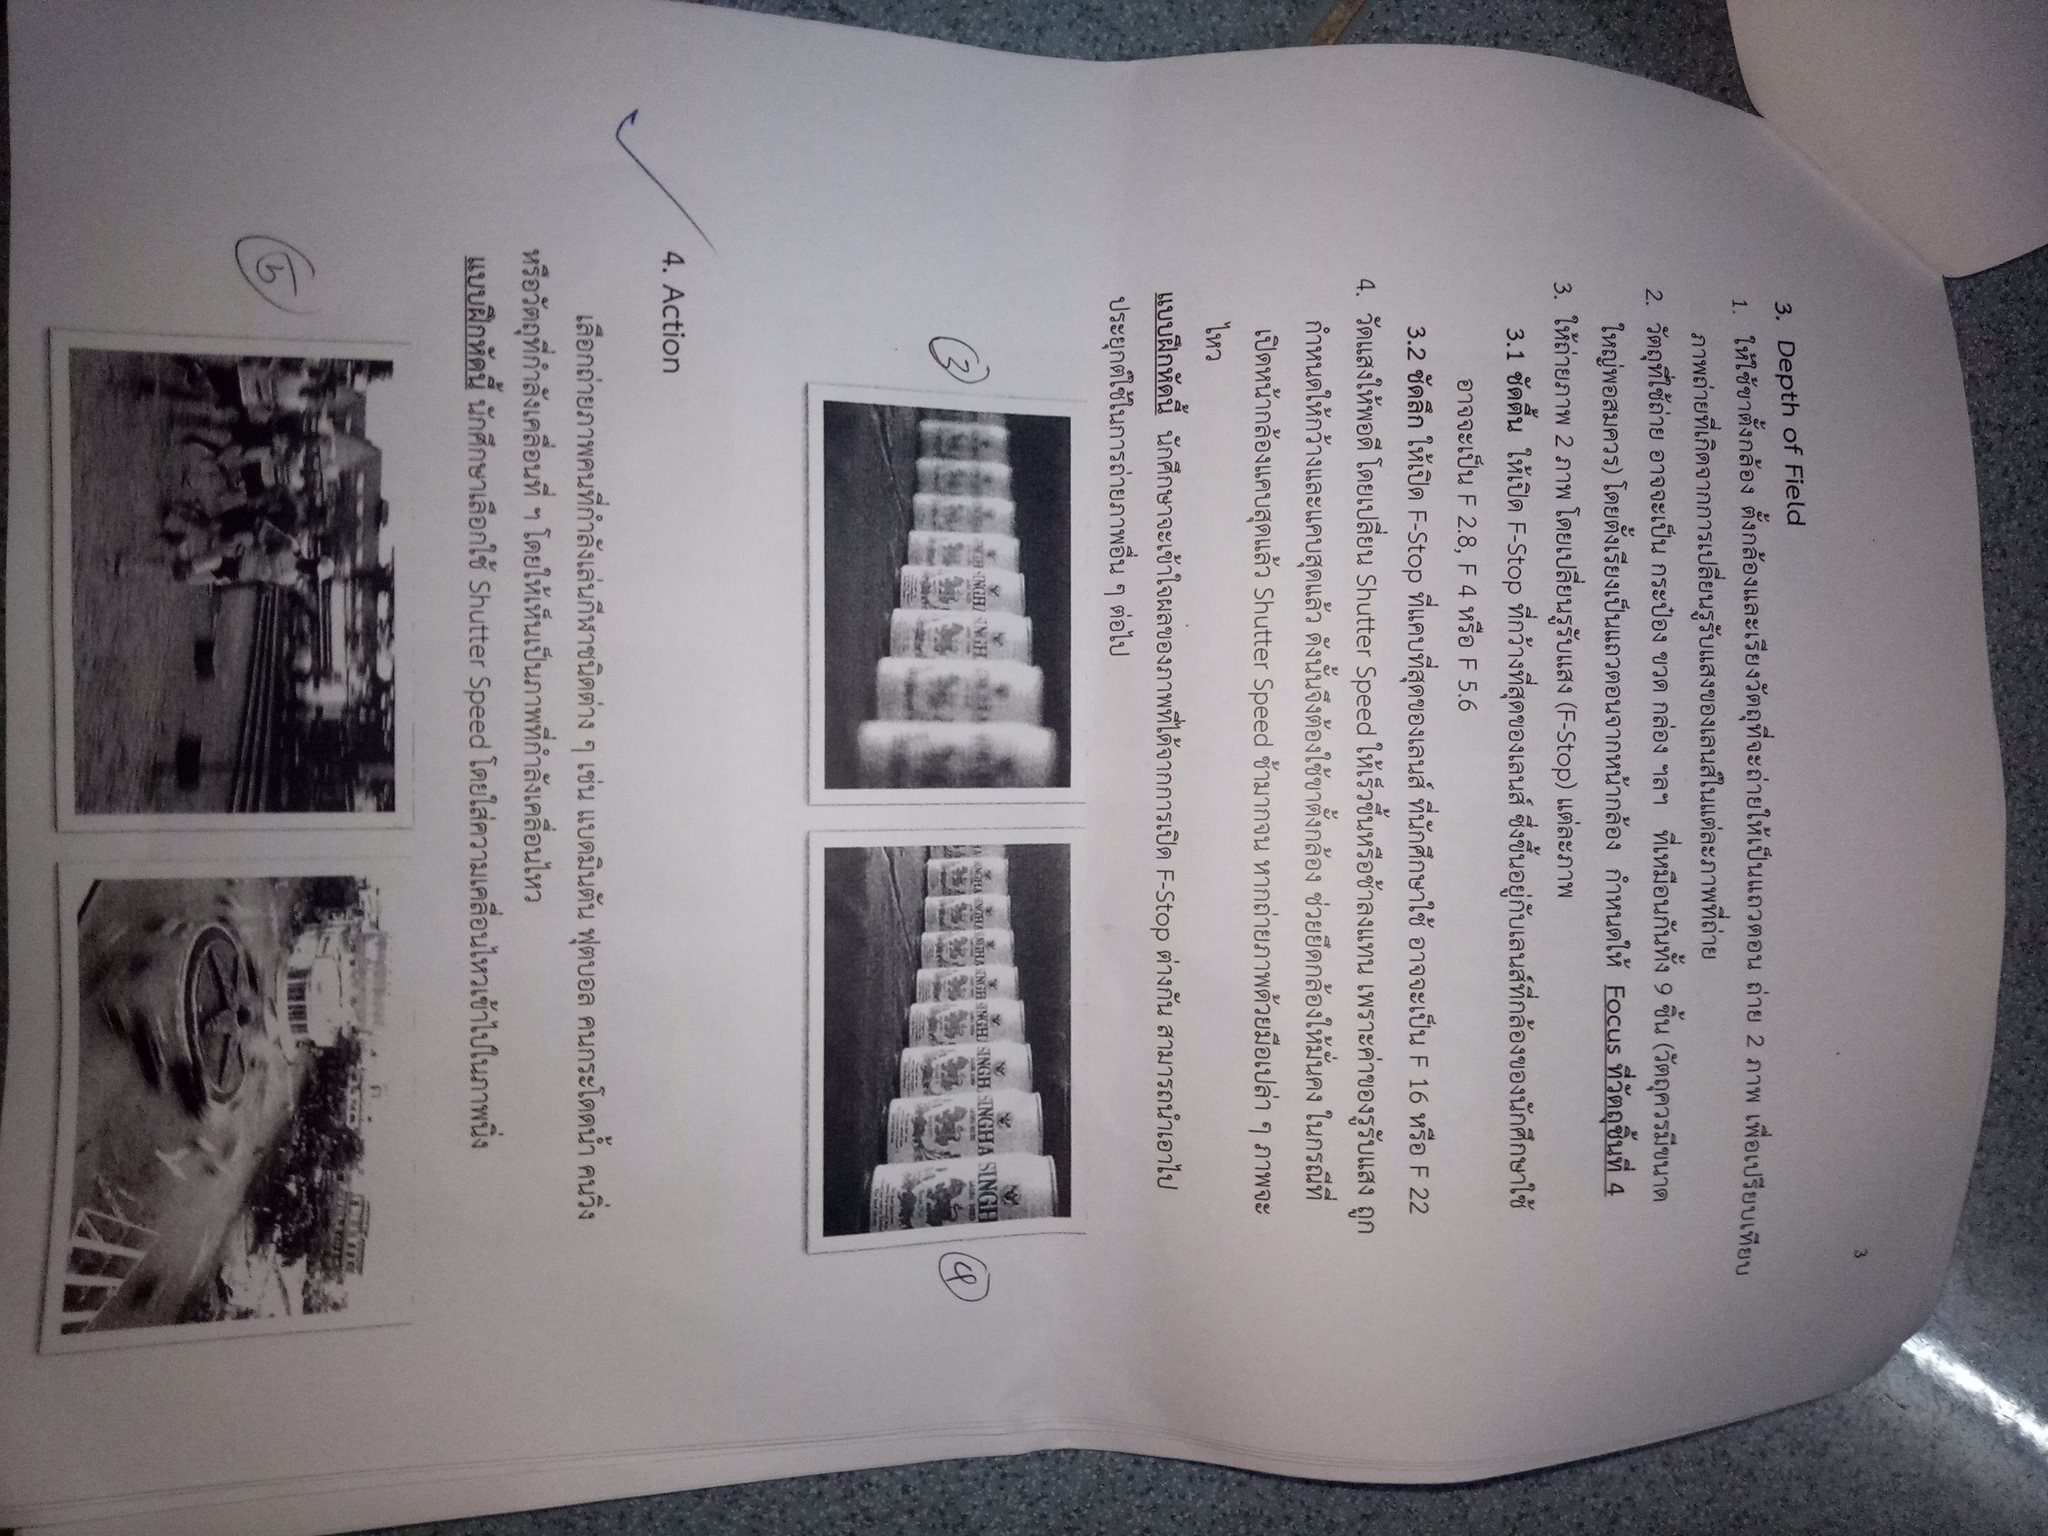 3
3. Depth of Field
1. ให้ใช้ขาตั้งกล้อง ตั้งกล้องและเรียงวัตถุที่จะถ่ายให้เป็นแถวตอน ถ่าย 2 ภาพ เพื่อเปรียบเทียบ
ภาพถ่ายที่เกิดจากการเปลี่ยนรูรับแสงของเลนส์ในแต่ละภาพที่ถ่าย
2. วัตถุที่ใช้ถ่าย อาจจะเป็น กระป๋อง ขวด กล่อง ฯลฯ ที่เหมือนกันทั้ง 9 ชิ้น (วัตถุควรมีขนาด
ใหญ่พอสมควร) โดยตั้งเรียงเป็นแถวตอนจากหน้ากล้อง กำหนดให้ Focus ที่วัตถุชิ้นที่ 4
3. ให้ถ่ายภาพ 2 ภาพ โดยเปลี่ยนรูรับแสง (F-Stop) แต่ละภาพ
3.1 ชัดตื้น ให้เปิด F-Stop ที่กว้างที่สุดของเลนส์ ซึ่งขึ้นอยู่กับเลนส์ที่กล้องของนักศึกษาใช้
อาจจะเป็น F 2.8, F 4 หรือ F 5.6
3.2 ชัดลึก ให้เปิด F-Stop ที่แคบที่สุดของเลนส์ ที่นักศึกษาใช้ อาจจะเป็น F 16 หรือ F 22
4. วัดแสงให้พอดี โดยเปลี่ยน Shutter Speed ให้เร็วขึ้นหรือช้าลงแทน เพราะค่าของรูรับแสง ถูก
กำหนดให้กว้างและแคบสุดแล้ว ดังนั้นจึงต้องใช้ขาตั้งกล้อง ช่วยยึดกล้องให้มั่นคง ในกรณีที่
เปิดหน้ากล้องแคบสุดแล้ว Shutter Speed ช้ามากจน หากถ่ายภาพด้วยมือเปล่า ๆ ภาพจะ
ไหว
แบบฝึกหัดนี้ นักศึกษาจะเข้าใจผลของภาพที่ได้จากการเปิด F-Stop ต่างกัน สามารถนำเอาไป
ประยุกต์ใช้ในการถ่ายภาพอื่น ๆ ต่อไป
SINGHA SINGHA SINGHA SINGHA SINGHA SINGH
4. Action
เลือกถ่ายภาพคนที่กำลังเล่นกีฬาชนิดต่าง ๆ เช่น แบดมินตัน ฟุตบอล คนกระโดดน้ำ คนวิ่ง
หรือวัตถุที่กำลังเคลื่อนที่ ๆ โดยให้เห็นเป็นภาพที่กำลังเคลื่อนไหว
แบบฝึกหัดนี้ นักศึกษาเลือกใช้ Shutter Speed โดยใส่ความเคลื่อนไหวเข้าไปในภาพนิ่ง